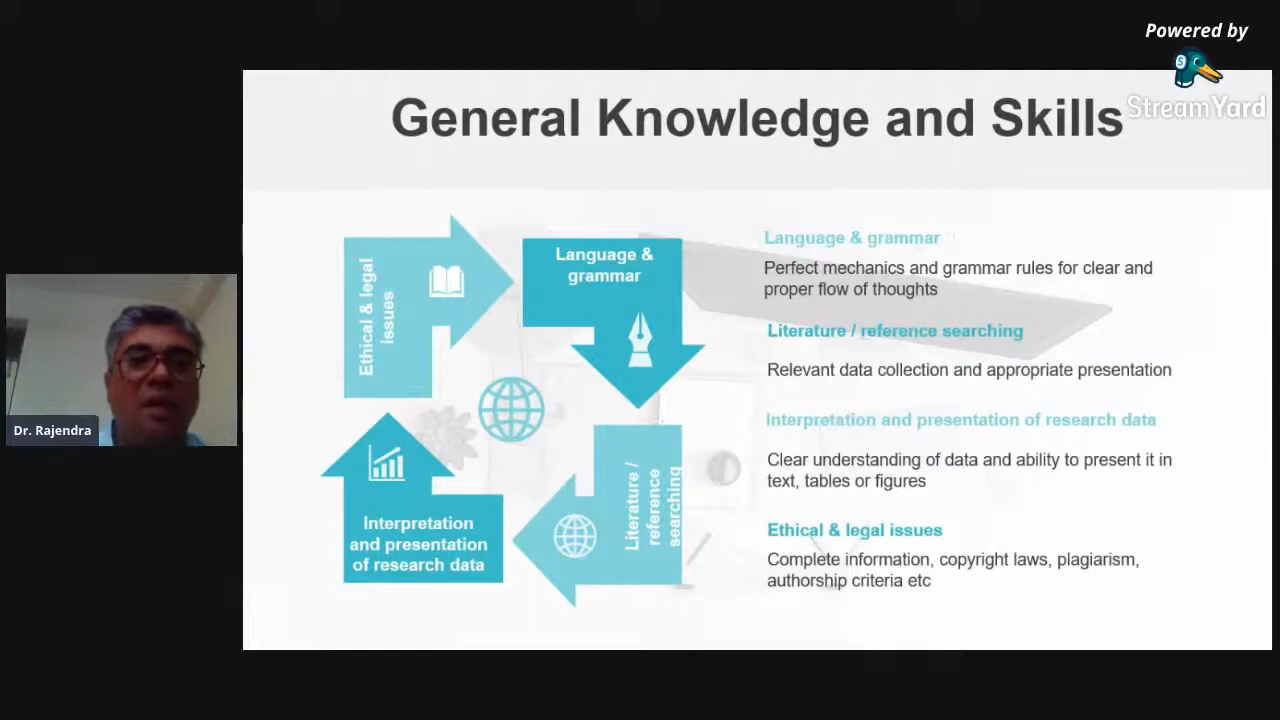 Powered by
StreamYard
General Knowledge and Skills
Ethical & legal
issues
Language &
grammar
Literature /
reference
searching
Interpretation
and presentation
of research data
Language & grammar
Perfect mechanics and grammar rules for clear and
proper flow of thoughts
Literature / reference searching
Relevant data collection and appropriate presentation
Interpretation and presentation of research data
Clear understanding of data and ability to present it in
text, tables or figures
Ethical & legal issues
Complete information, copyright laws, plagiarism,
authorship criteria etc
Dr. Rajendra